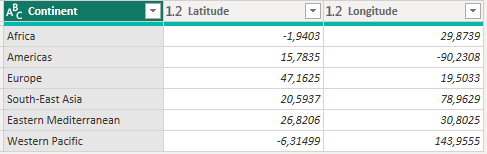 ABC Continent 1.2 Latitude 1.2 Longitude
Africa -1,9403 29,8739
Americas 15,7835 -90,2308
Europe 47,1625 19,5033
South-East Asia 20,5937 78,9629
Eastern Mediterranean 26,8206 30,8025
Western Pacific -6,31499 143,9555